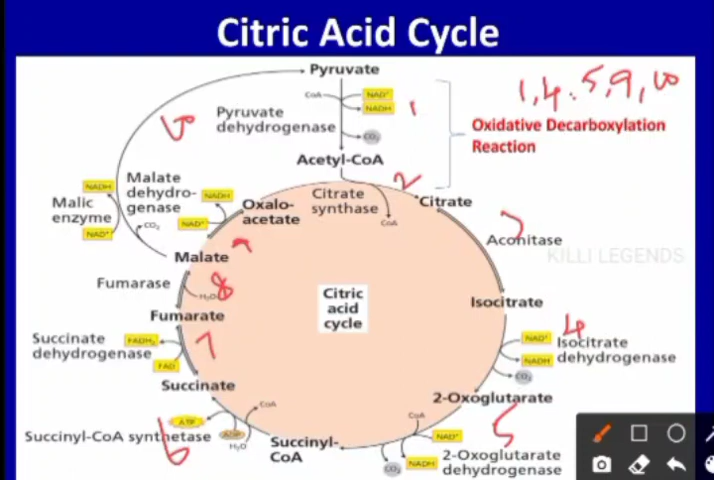 Citric Acid Cycle
Pyruvate
1, 4, 5, 9, 10
CoA
NAD⁺
NADH
1
Pyruvate
dehydrogenase
CO₂
Oxidative Decarboxylation
Reaction
10
Acetyl-CoA
NADH
Malic
enzyme
NAD⁺
CO₂
Malate
dehydro-
genase
NADH
NAD⁺
Oxalo-
acetate
Citrate
synthase
2
CoA
Citrate
Aconitase
KILLI LEGENDS
Malate
Fumarase
H₂O
8
Citric
acid
cycle
Isocitrate
Fumarate
NAD⁺
4
Isocitrate
dehydrogenase
NADH
CO₂
Succinate
dehydrogenase
FADH₂
FAD
7
Succinate
2-Oxoglutarate
5
ATP
CoA
Succinyl-CoA synthetase
ADP
H₂O
6
Succinyl-
CoA
CoA
NAD⁺
CO₂
NADH
2-Oxoglutarate
dehydrogenase